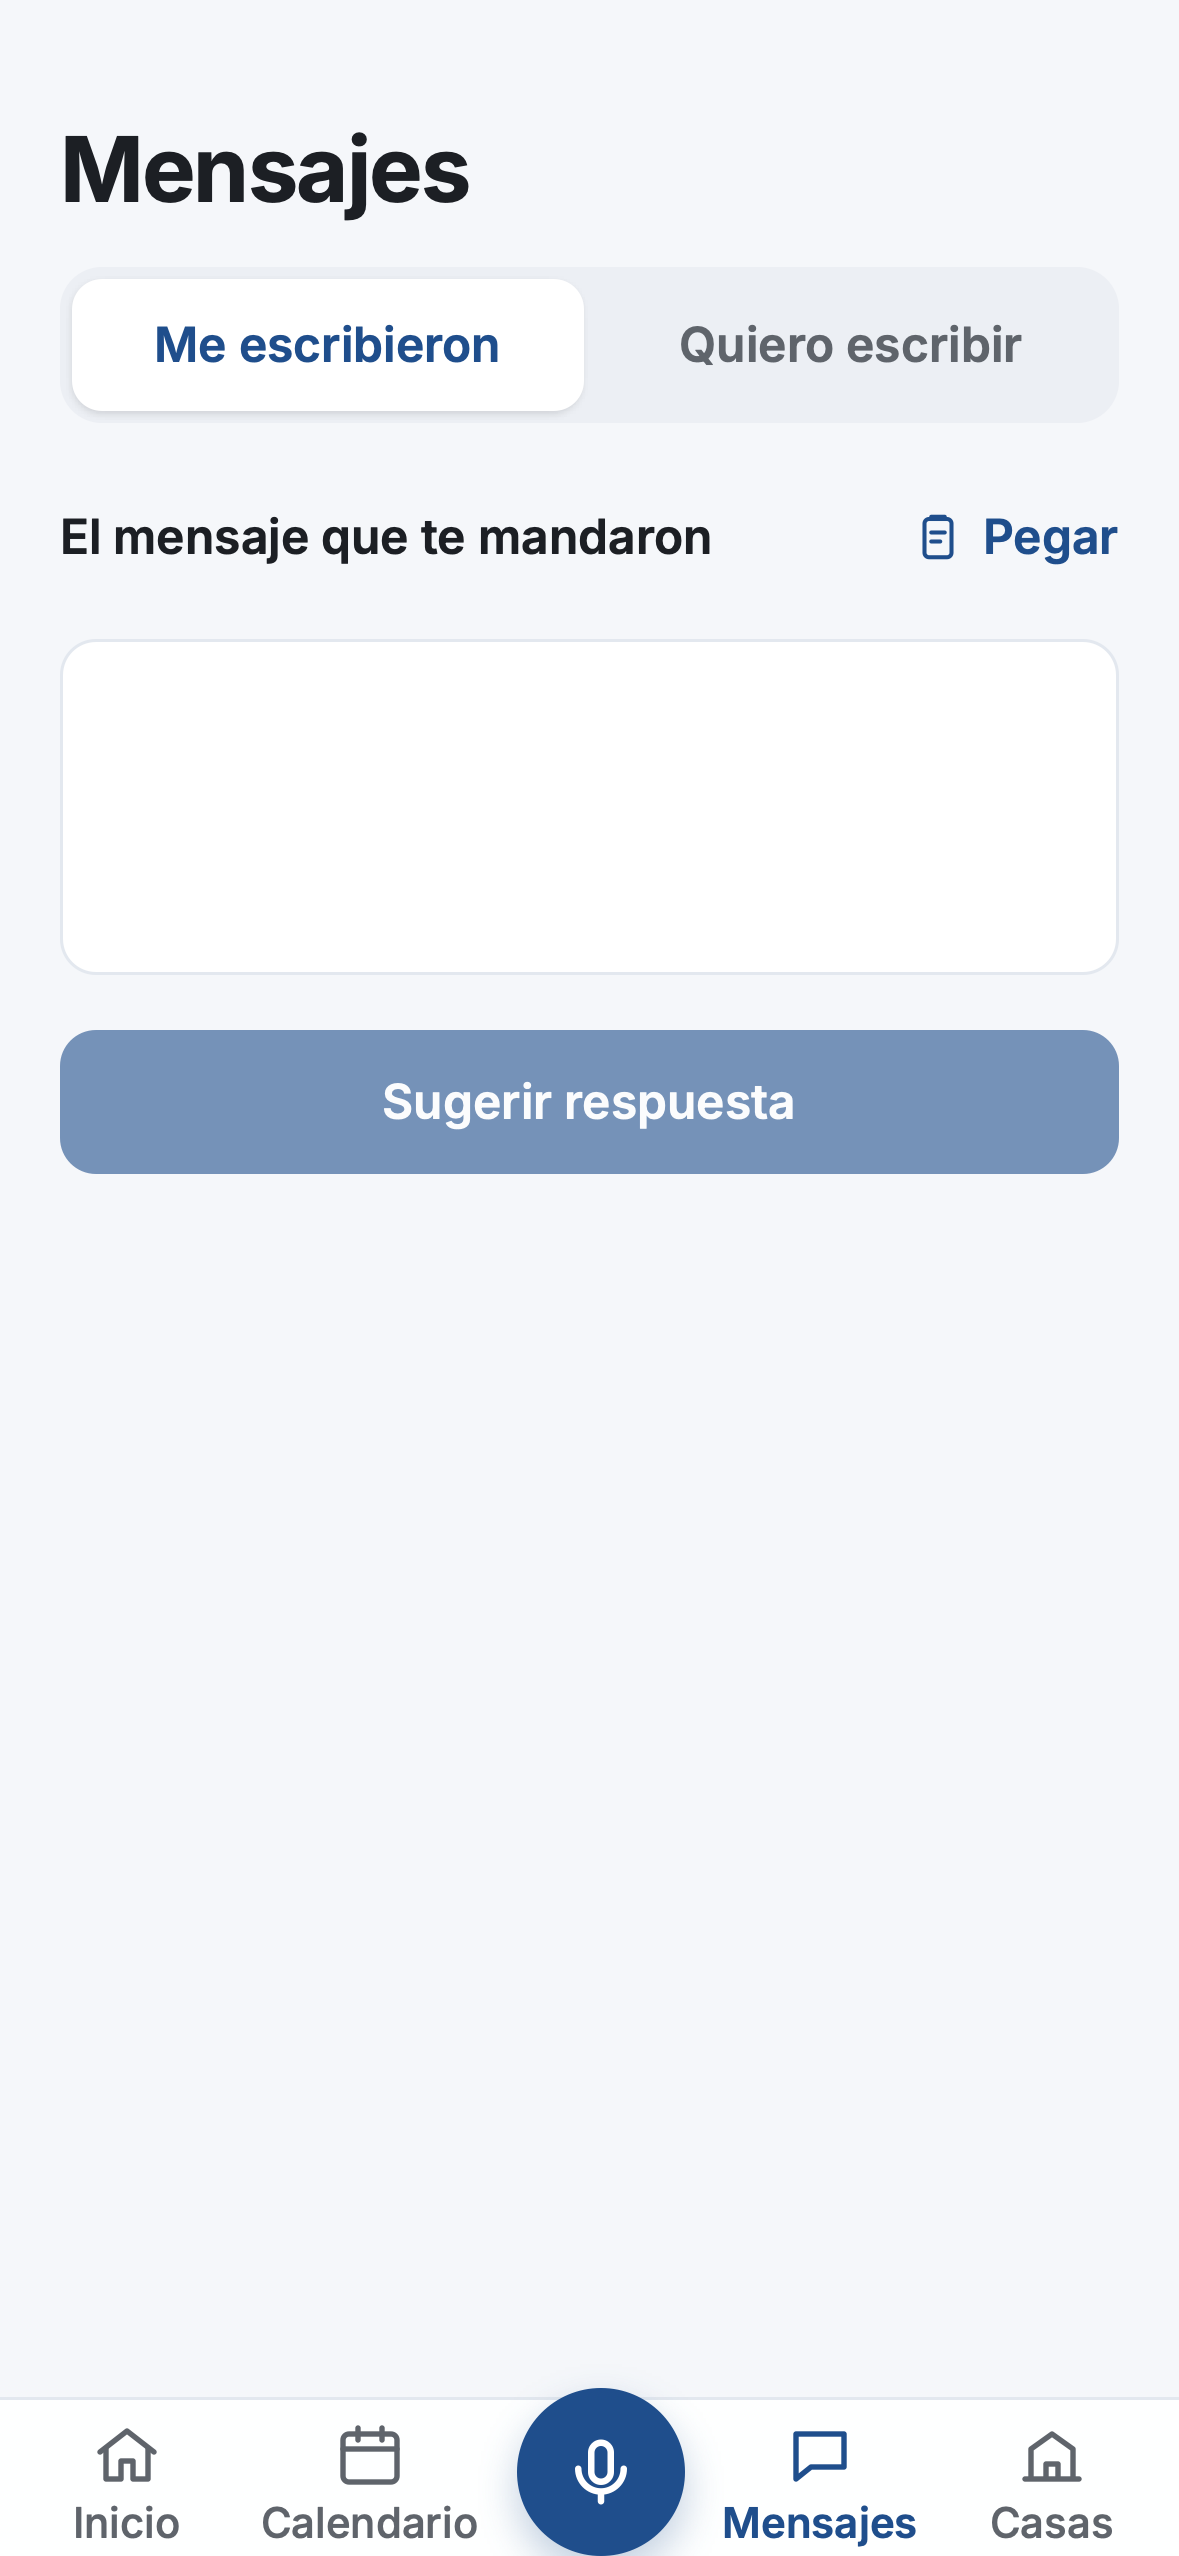 Mensajes
Me escribieron
Quiero escribir
El mensaje que te mandaron
Pegar
Sugerir respuesta
Inicio
Calendario
Mensajes
Casas